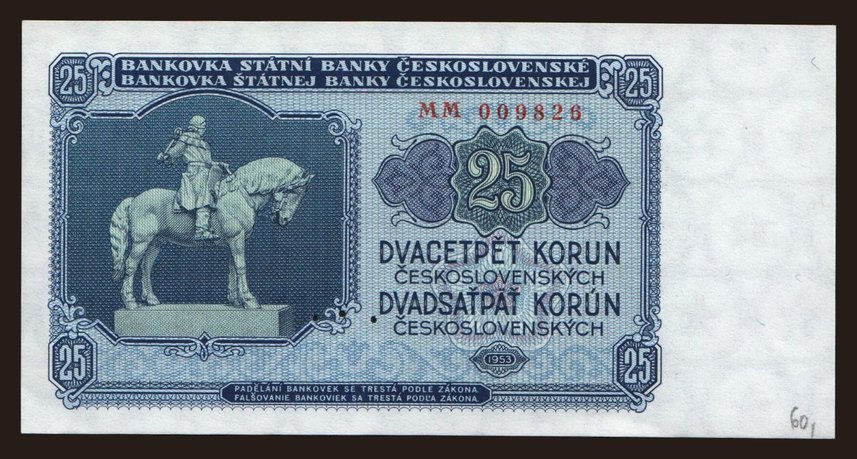 25 BANKOVKA STÁTNÍ BANKY ČESKOSLOVENSKÉ 25
BANKOVKA ŠTÁTNEJ BANKY ČESKOSLOVENSKEJ
MM 009826
25
DVACETPĚT KORUN
ČESKOSLOVENSKÝCH
DVADSAŤPÄŤ KORÚN
ČESKOSLOVENSKÝCH
1953
25 25
PADĚLÁNÍ BANKOVEK SE TRESTÁ PODLE ZÁKONA
FALŠOVANIE BANKOVIEK SA TRESTÁ PODĽA ZÁKONA
60,